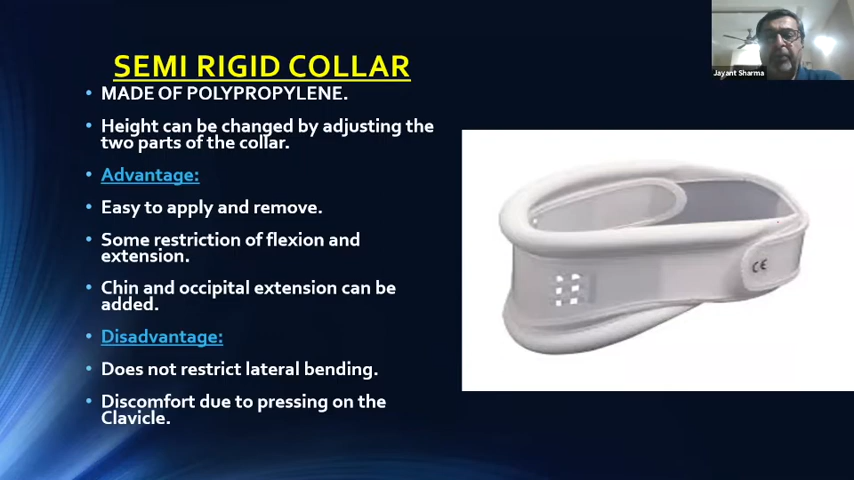 SEMI RIGID COLLAR
• MADE OF POLYPROPYLENE.
• Height can be changed by adjusting the
two parts of the collar.
• Advantage:
• Easy to apply and remove.
• Some restriction of flexion and
extension.
• Chin and occipital extension can be
added.
• Disadvantage:
• Does not restrict lateral bending.
• Discomfort due to pressing on the
Clavicle.
CE
Jayant Sharma